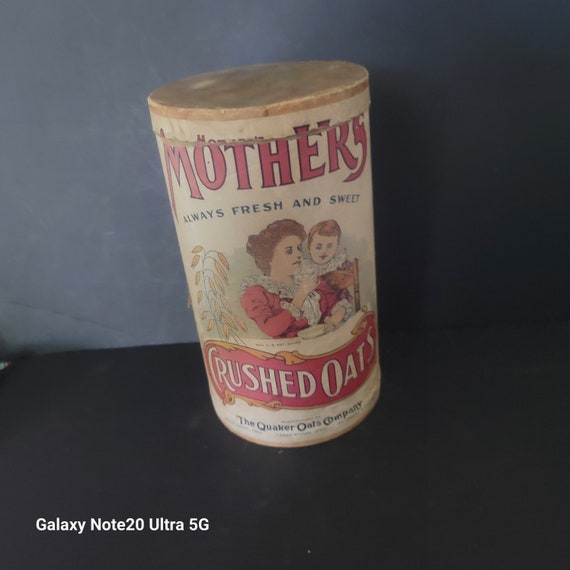 MOTHER'S
ALWAYS FRESH AND SWEET
CRUSHED OATS
The Quaker Oats Company
Galaxy Note20 Ultra 5G